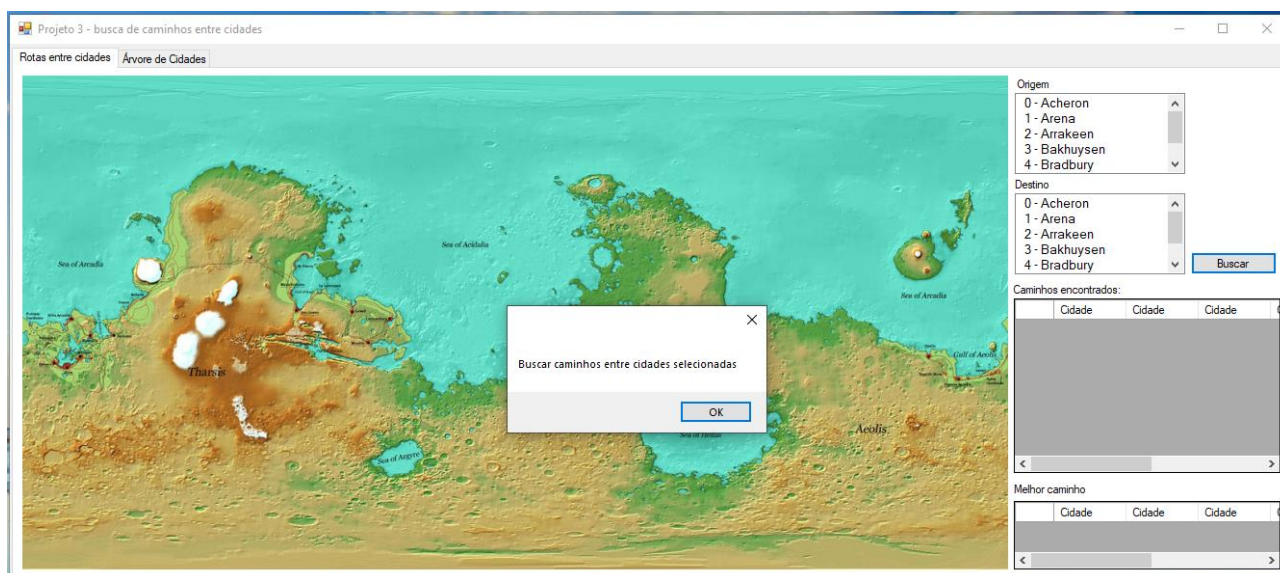 Projeto 3 - busca de caminhos entre cidades
Rotas entre cidades
Árvore de Cidades
Origem
0 - Acheron
1 - Arena
2 - Arrakeen
3 - Bakhuysen
4 - Bradbury
Destino
0 - Acheron
1 - Arena
2 - Arrakeen
3 - Bakhuysen
4 - Bradbury
Buscar
Caminhos encontrados:
Cidade Cidade Cidade
Melhor caminho
Cidade Cidade Cidade
Sea of Arcadia
Sea of Acidalia
Sea of Arcadia
Tharsis
Gulf of Aeolis
Aeolis
Sea of Argyre
Sea of Hellas
Buscar caminhos entre cidades selecionadas
OK